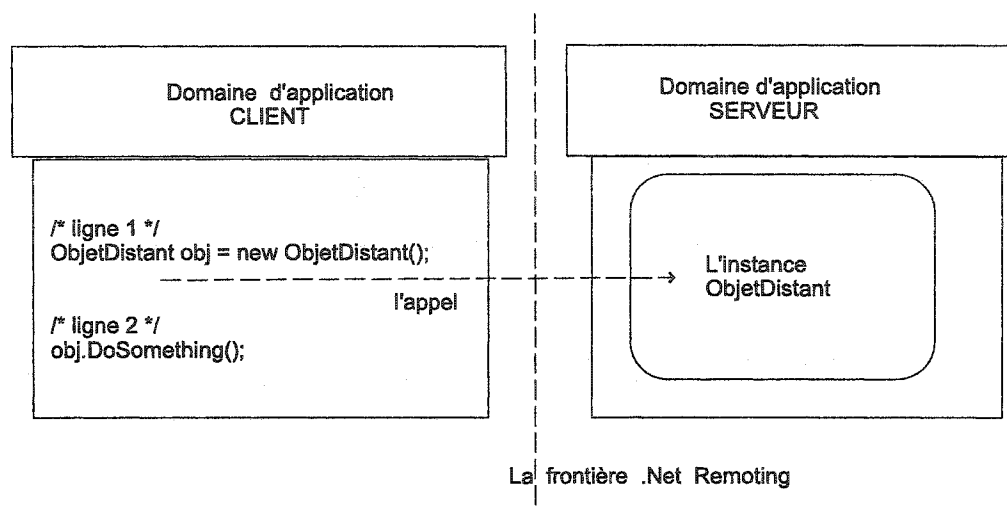 Domaine d'application
CLIENT
Domaine d'application
SERVEUR
/* ligne 1 */
ObjetDistant obj = new ObjetDistant();
l'appel
/* ligne 2 */
obj.DoSomething();
L'instance
ObjetDistant
La frontière .Net Remoting